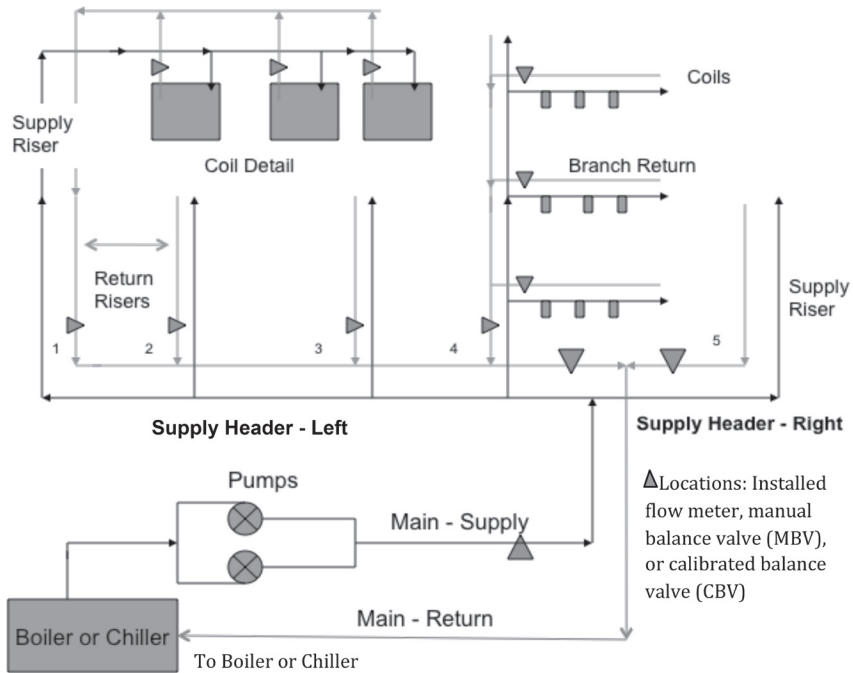 Supply
Riser
Coil Detail
Coils
Branch Return
Return
Risers
Supply
Riser
1
2
3
4
5
Supply Header - Left
Supply Header - Right
Pumps
Main - Supply
Locations: Installed
flow meter, manual
balance valve (MBV),
or calibrated balance
valve (CBV)
Boiler or Chiller
Main - Return
To Boiler or Chiller